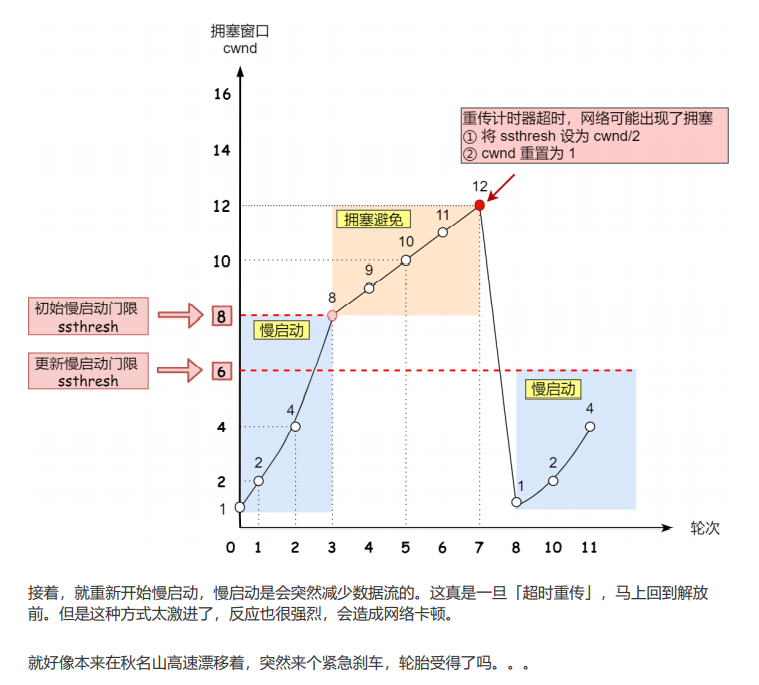 拥塞窗口
cwnd
16
14
12
10
8
6
4
2
1
初始慢启动门限
ssthresh
更新慢启动门限
ssthresh
慢启动
拥塞避免
慢启动
2
4
8
9
10
11
12
1
2
4
重传计时器超时，网络可能出现了拥塞
① 将 ssthresh 设为 cwnd/2
② cwnd 重置为 1
0 1 2 3 4 5 6 7 8 10 11
轮次
接着，就重新开始慢启动，慢启动是会突然减少数据流的。这真是一旦「超时重传」，马上回到解放
前。但是这种方式太激进了，反应也很强烈，会造成网络卡顿。
就好像本来在秋名山高速漂移着，突然来个紧急刹车，轮胎受得了吗。。。